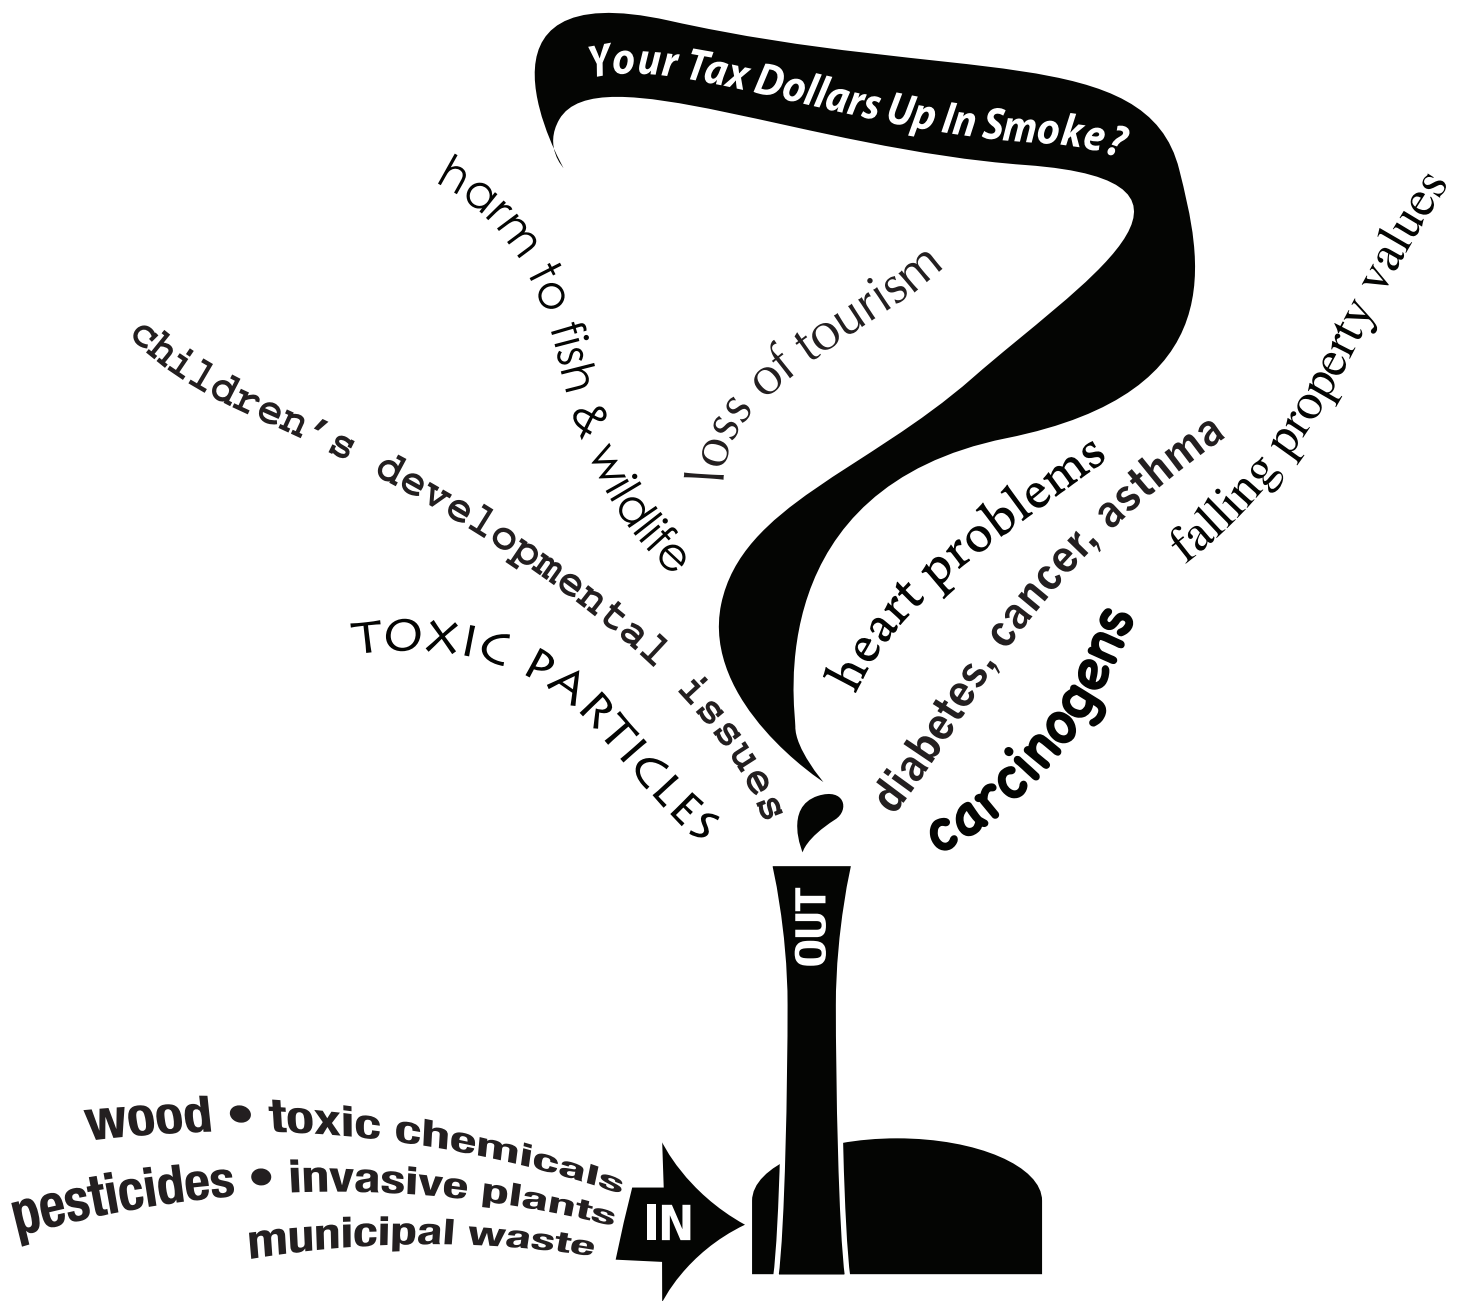 Your Tax Dollars Up In Smoke?
harm to fish & wildlife
loss of tourism
falling property values
children's developmental issues
heart problems
diabetes, cancer, asthma
TOXIC PARTICLES
carcinogens
OUT
wood • toxic chemicals
pesticides • invasive plants
municipal waste
IN